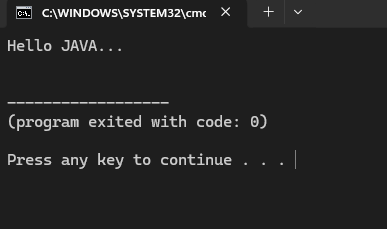 C:\WINDOWS\SYSTEM32\cmd
Hello JAVA...
------------------
(program exited with code: 0)
Press any key to continue . . .